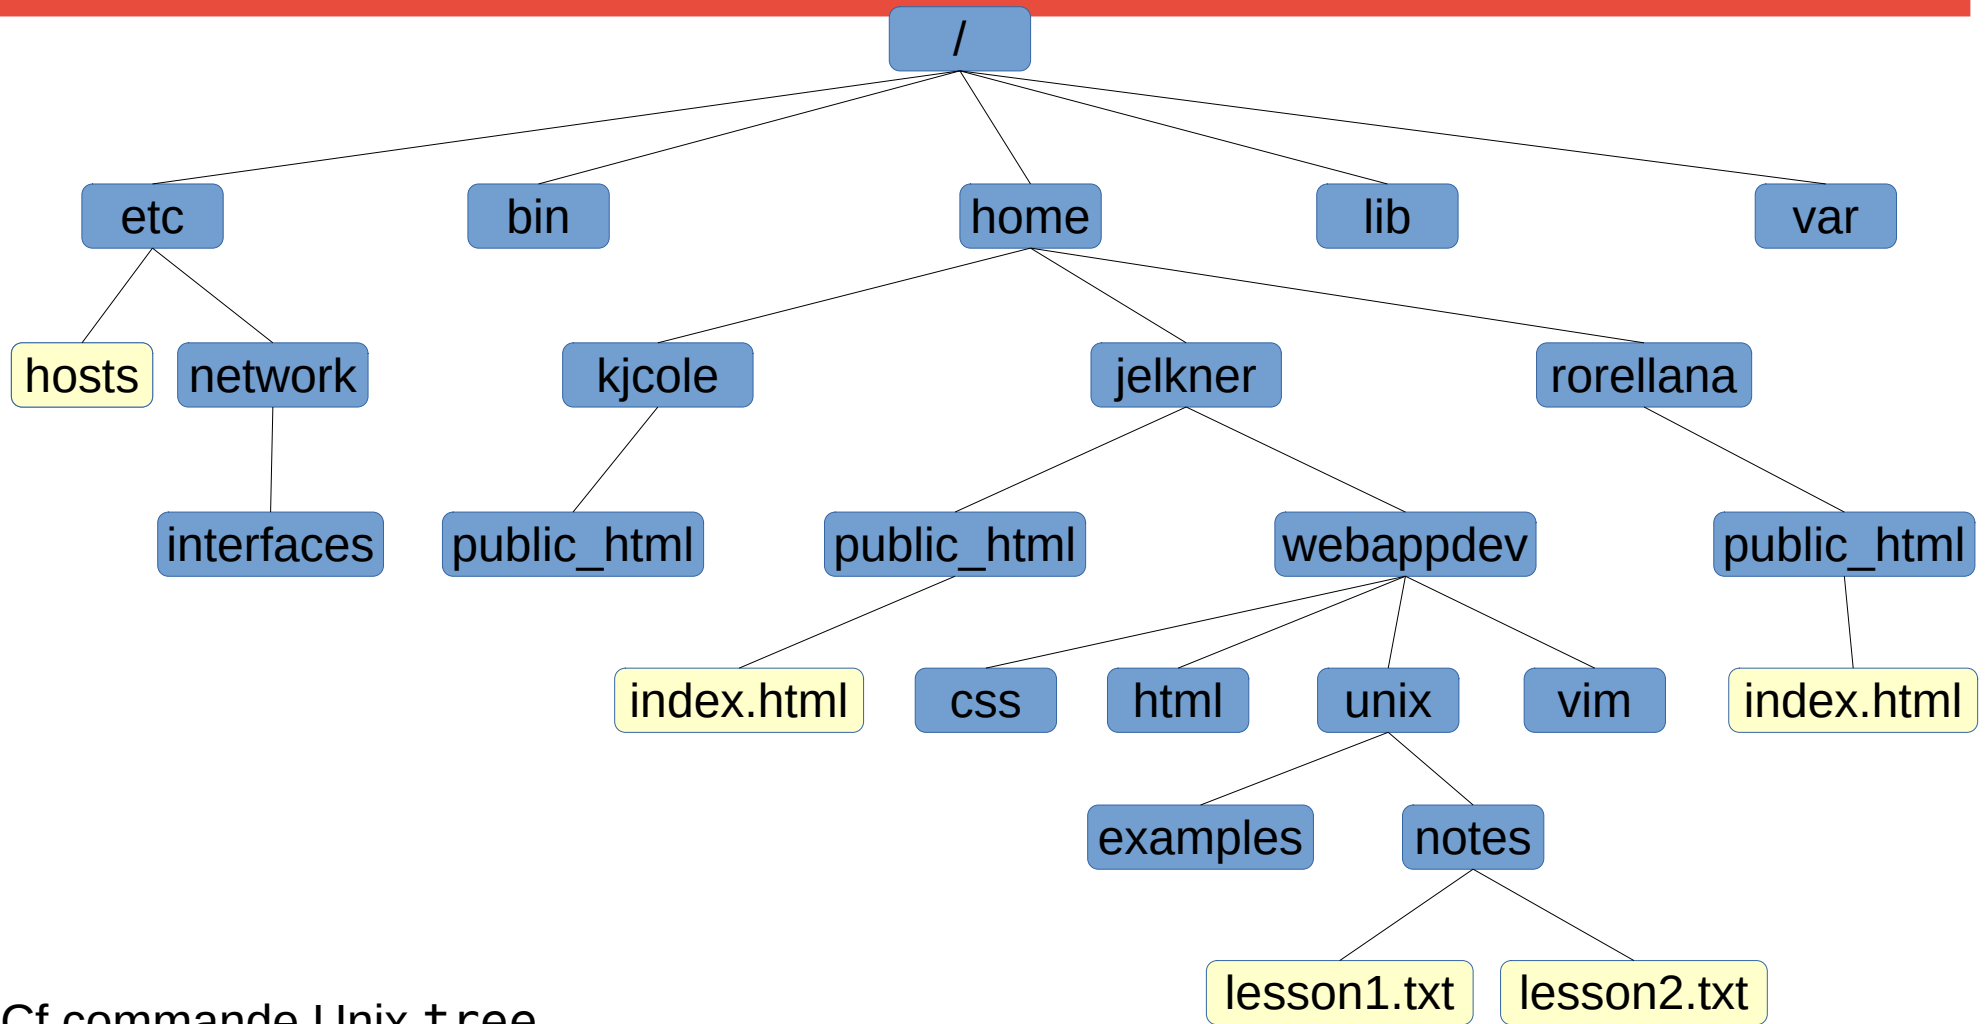 /
etc bin home lib var
hosts network kjcole jelkner rorellana
interfaces public_html public_html webappdev public_html
index.html css html unix vim index.html
examples notes
lesson1.txt lesson2.txt
Cf commande Unix tree